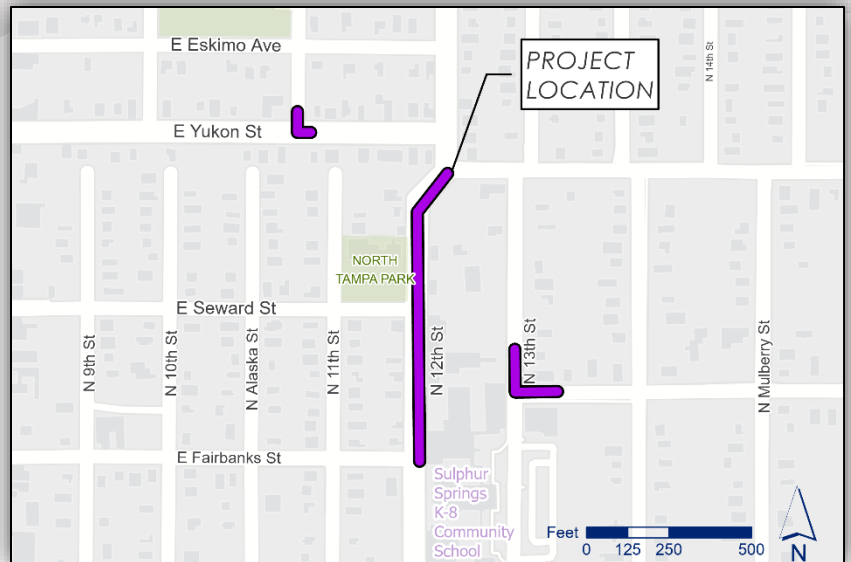 E Eskimo Ave
N 14th St
PROJECT
LOCATION
E Yukon St
NORTH
TAMPA PARK
E Seward St
N 9th St
N 10th St
N Alaska St
N 11th St
N 12th St
N 13th St
N Mulberry St
E Fairbanks St
Sulphur
Springs
K-8
Community
School
Feet
0 125 250 500
N